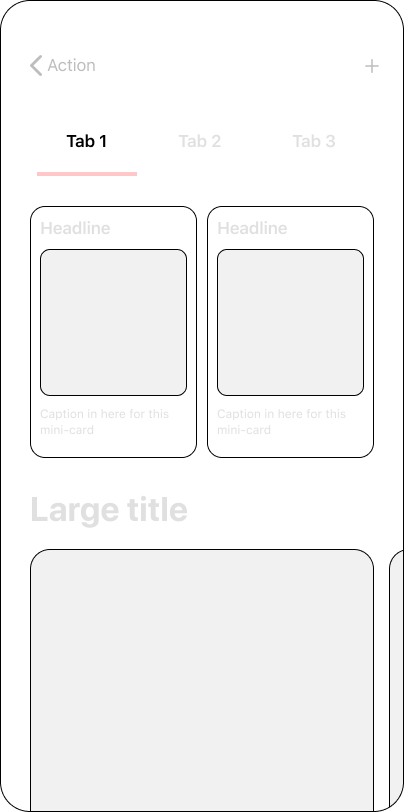 Action +
Tab 1 Tab 2 Tab 3
Headline Headline
Caption in here for this Caption in here for this
mini-card mini-card
Large title